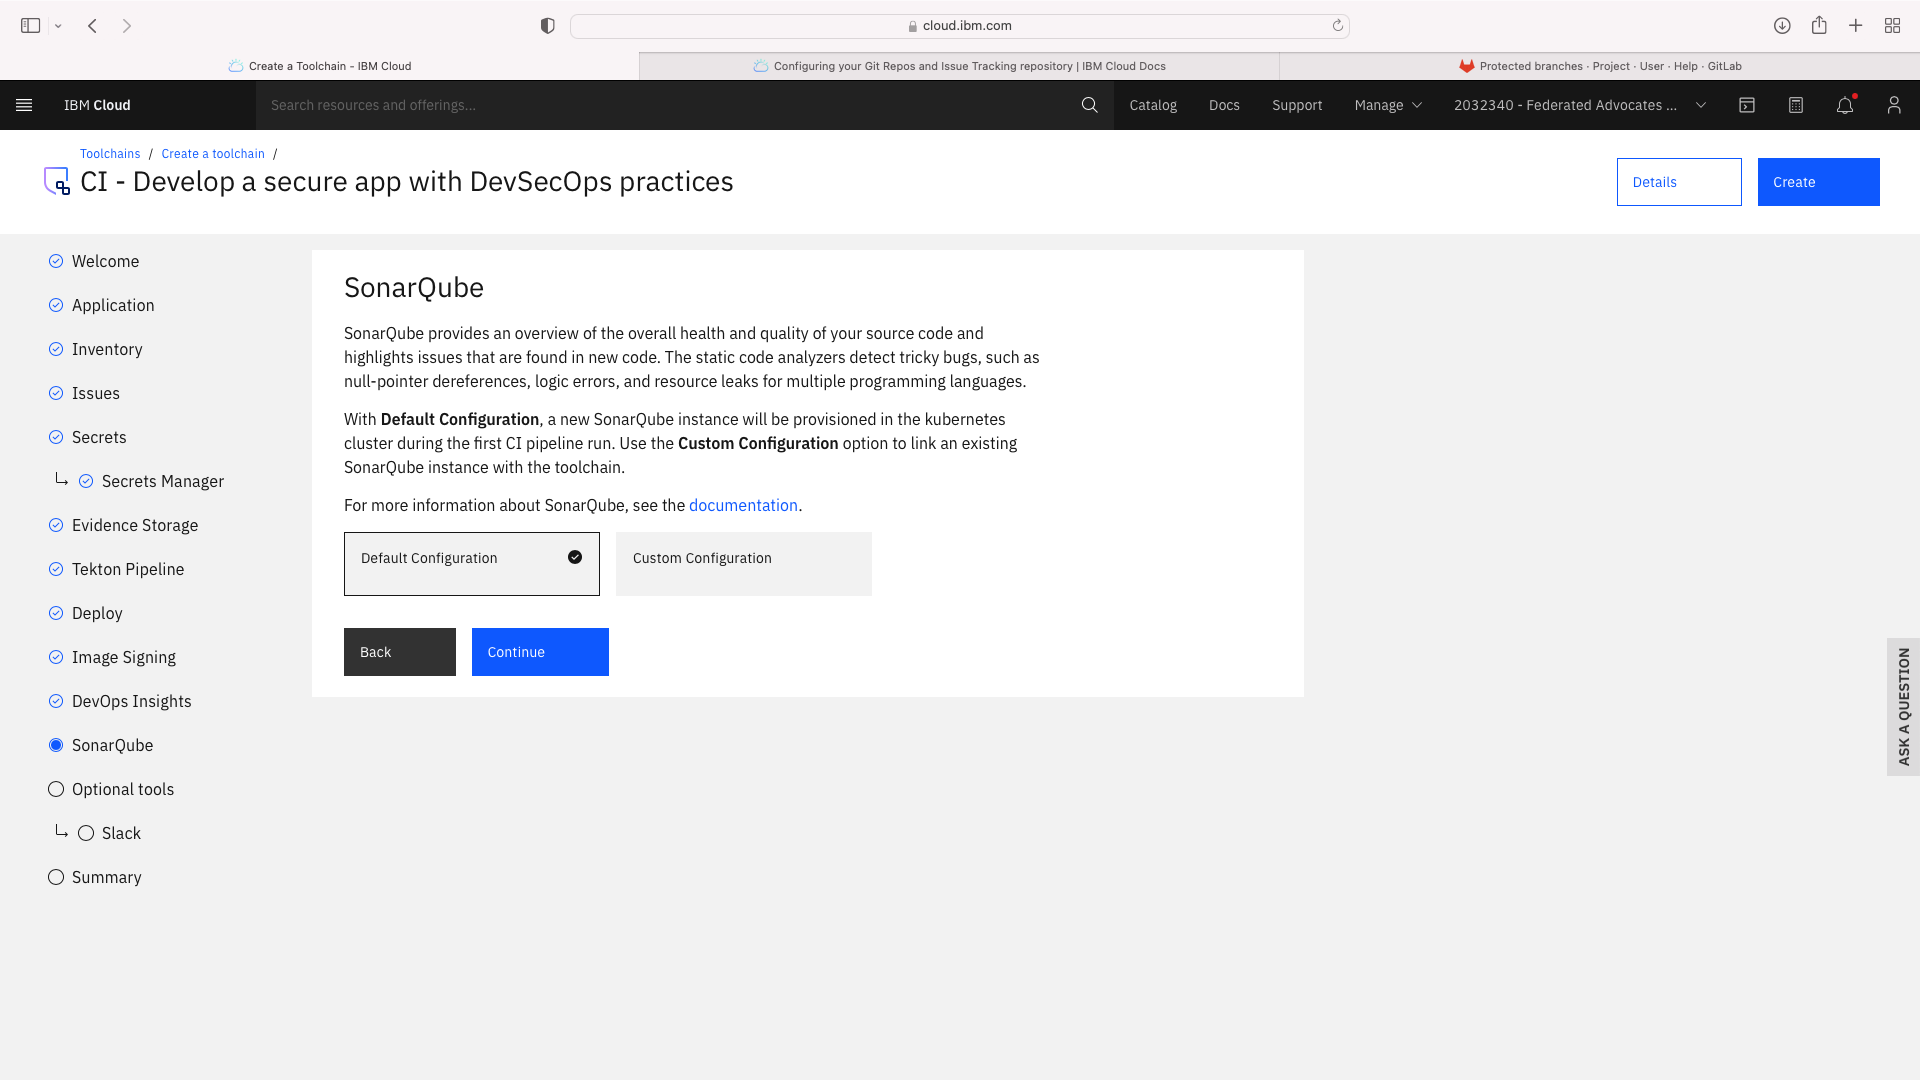 cloud.ibm.com
Create a Toolchain - IBM Cloud
Configuring your Git Repos and Issue Tracking repository | IBM Cloud Docs
Protected branches · Project · User · Help · GitLab
IBM Cloud
Search resources and offerings...
Catalog
Docs
Support
Manage
2032340 - Federated Advocates ...
Toolchains / Create a toolchain /
CI - Develop a secure app with DevSecOps practices
Details
Create
Welcome
Application
Inventory
Issues
Secrets
Secrets Manager
Evidence Storage
Tekton Pipeline
Deploy
Image Signing
DevOps Insights
SonarQube
Optional tools
Slack
Summary
SonarQube
SonarQube provides an overview of the overall health and quality of your source code and
highlights issues that are found in new code. The static code analyzers detect tricky bugs, such as
null-pointer dereferences, logic errors, and resource leaks for multiple programming languages.
With Default Configuration, a new SonarQube instance will be provisioned in the kubernetes
cluster during the first CI pipeline run. Use the Custom Configuration option to link an existing
SonarQube instance with the toolchain.
For more information about SonarQube, see the documentation.
Default Configuration
Custom Configuration
Back
Continue
ASK A QUESTION